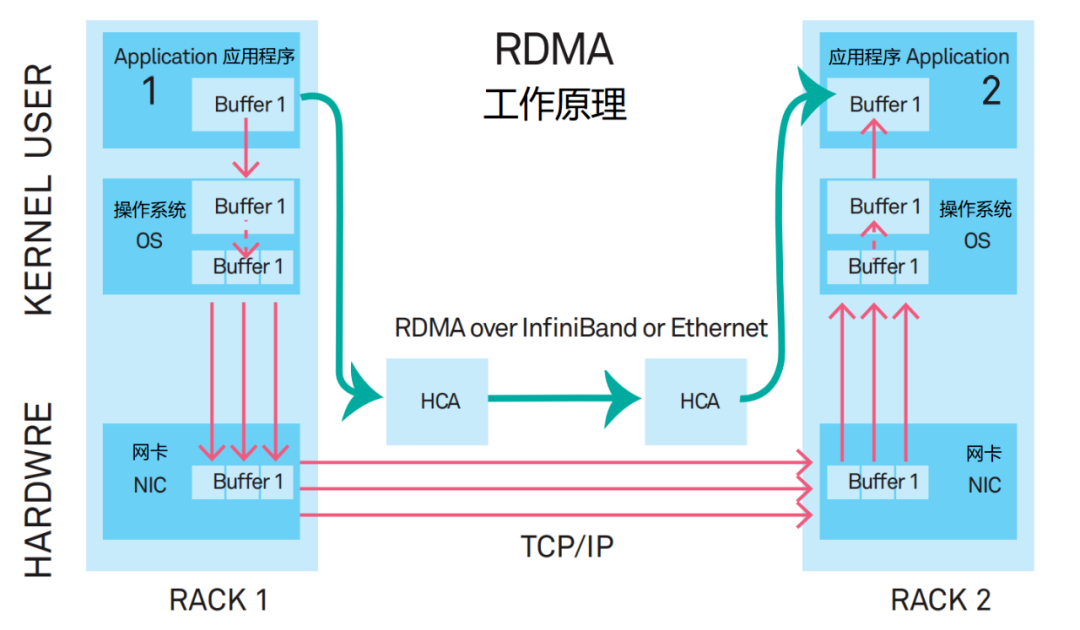 RDMA
工作原理
KERNEL USER
HARDWRE
Application 应用程序
1
Buffer 1
操作系统
OS
Buffer 1
Buffer 1
网卡
NIC
Buffer 1
RACK 1
RDMA over InfiniBand or Ethernet
HCA
HCA
TCP/IP
应用程序 Application
2
Buffer 1
Buffer 1
操作系统
OS
Buffer 1
网卡
NIC
Buffer 1
RACK 2